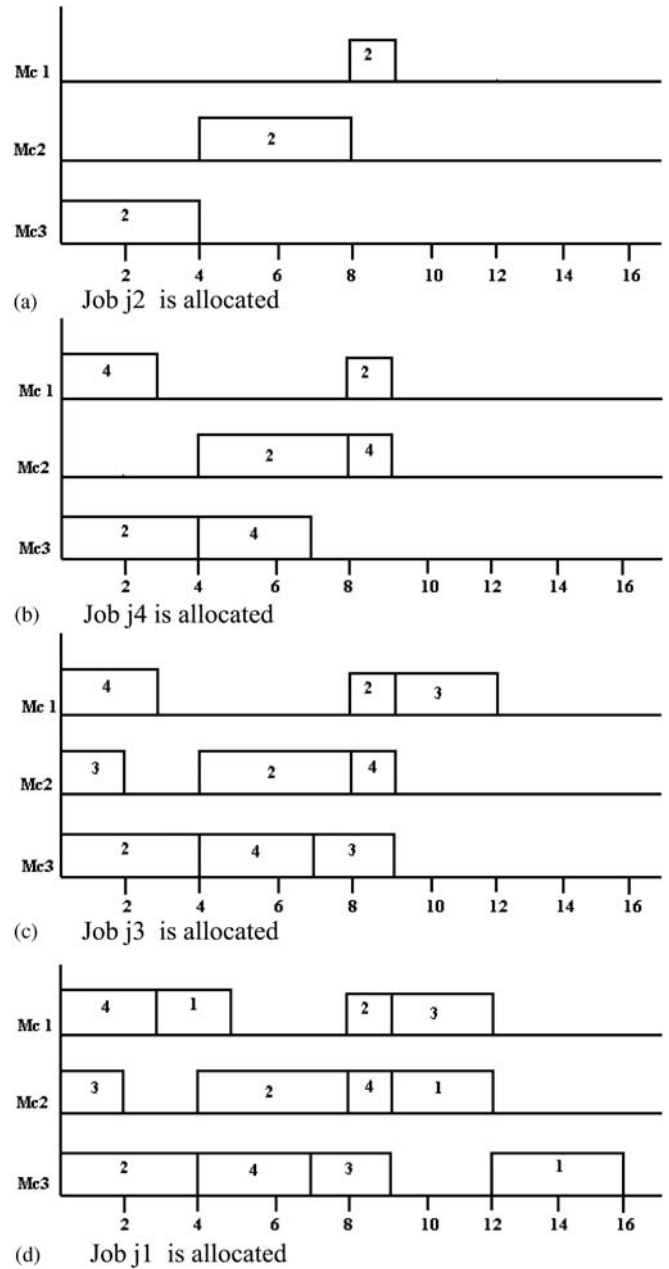 Mc 1 2
Mc2 2
Mc3 2
2 4 6 8 10 12 14 16
(a) Job j2 is allocated
Mc 1 4 2
Mc2 2 4
Mc3 2 4
2 4 6 8 10 12 14 16
(b) Job j4 is allocated
Mc 1 4 2 3
Mc2 3 2 4
Mc3 2 4 3
2 4 6 8 10 12 14 16
(c) Job j3 is allocated
Mc 1 4 1 2 3
Mc2 3 2 4 1
Mc3 2 4 3 1
2 4 6 8 10 12 14 16
(d) Job j1 is allocated